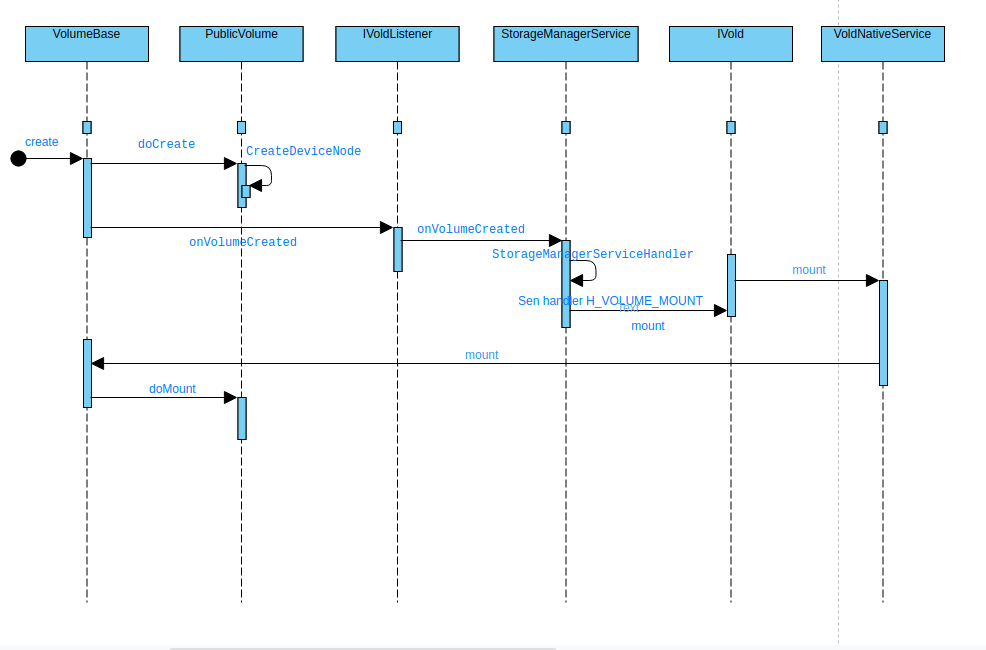 VolumeBase
PublicVolume
IVoldListener
StorageManagerService
IVold
VoldNativeService
create
doCreate
CreateDeviceNode
onVolumeCreated
onVolumeCreated
StorageManagerServiceHandler
mount
Sen handler H_VOLUME_MOUNT
Text
mount
mount
doMount